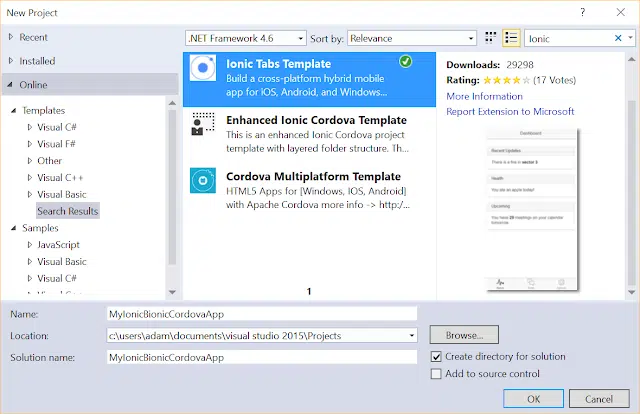 New Project
?
Recent
.NET Framework 4.6
Sort by:
Relevance
Ionic
Installed
Online
Templates
Visual C#
Visual F#
Other
Visual C++
Visual Basic
Search Results
Samples
JavaScript
Visual Basic
Visual C#
Visual C++
Ionic Tabs Template
Build a cross-platform hybrid mobile
app for iOS, Android, and Windows...
Enhanced Ionic Cordova Template
This is an enhanced Ionic Cordova project
template with layered folder structure. Th...
Cordova Multiplatform Template
HTML5 Apps for [Windows, IOS, Android]
with Apache Cordova more info -> http:/...
1
Downloads: 29298
Rating: (17 Votes)
More Information
Report Extension to Microsoft
Dashboard
Recent Updates
There is a fire in sector 3
Health
You ate an apple today!
Upcoming
You have 29 meetings on your calendar
tomorrow.
Name:
MyIonicBionicCordovaApp
Location:
c:\users\adam\documents\visual studio 2015\Projects
Browse...
Solution name:
MyIonicBionicCordovaApp
Create directory for solution
Add to source control
OK
Cancel